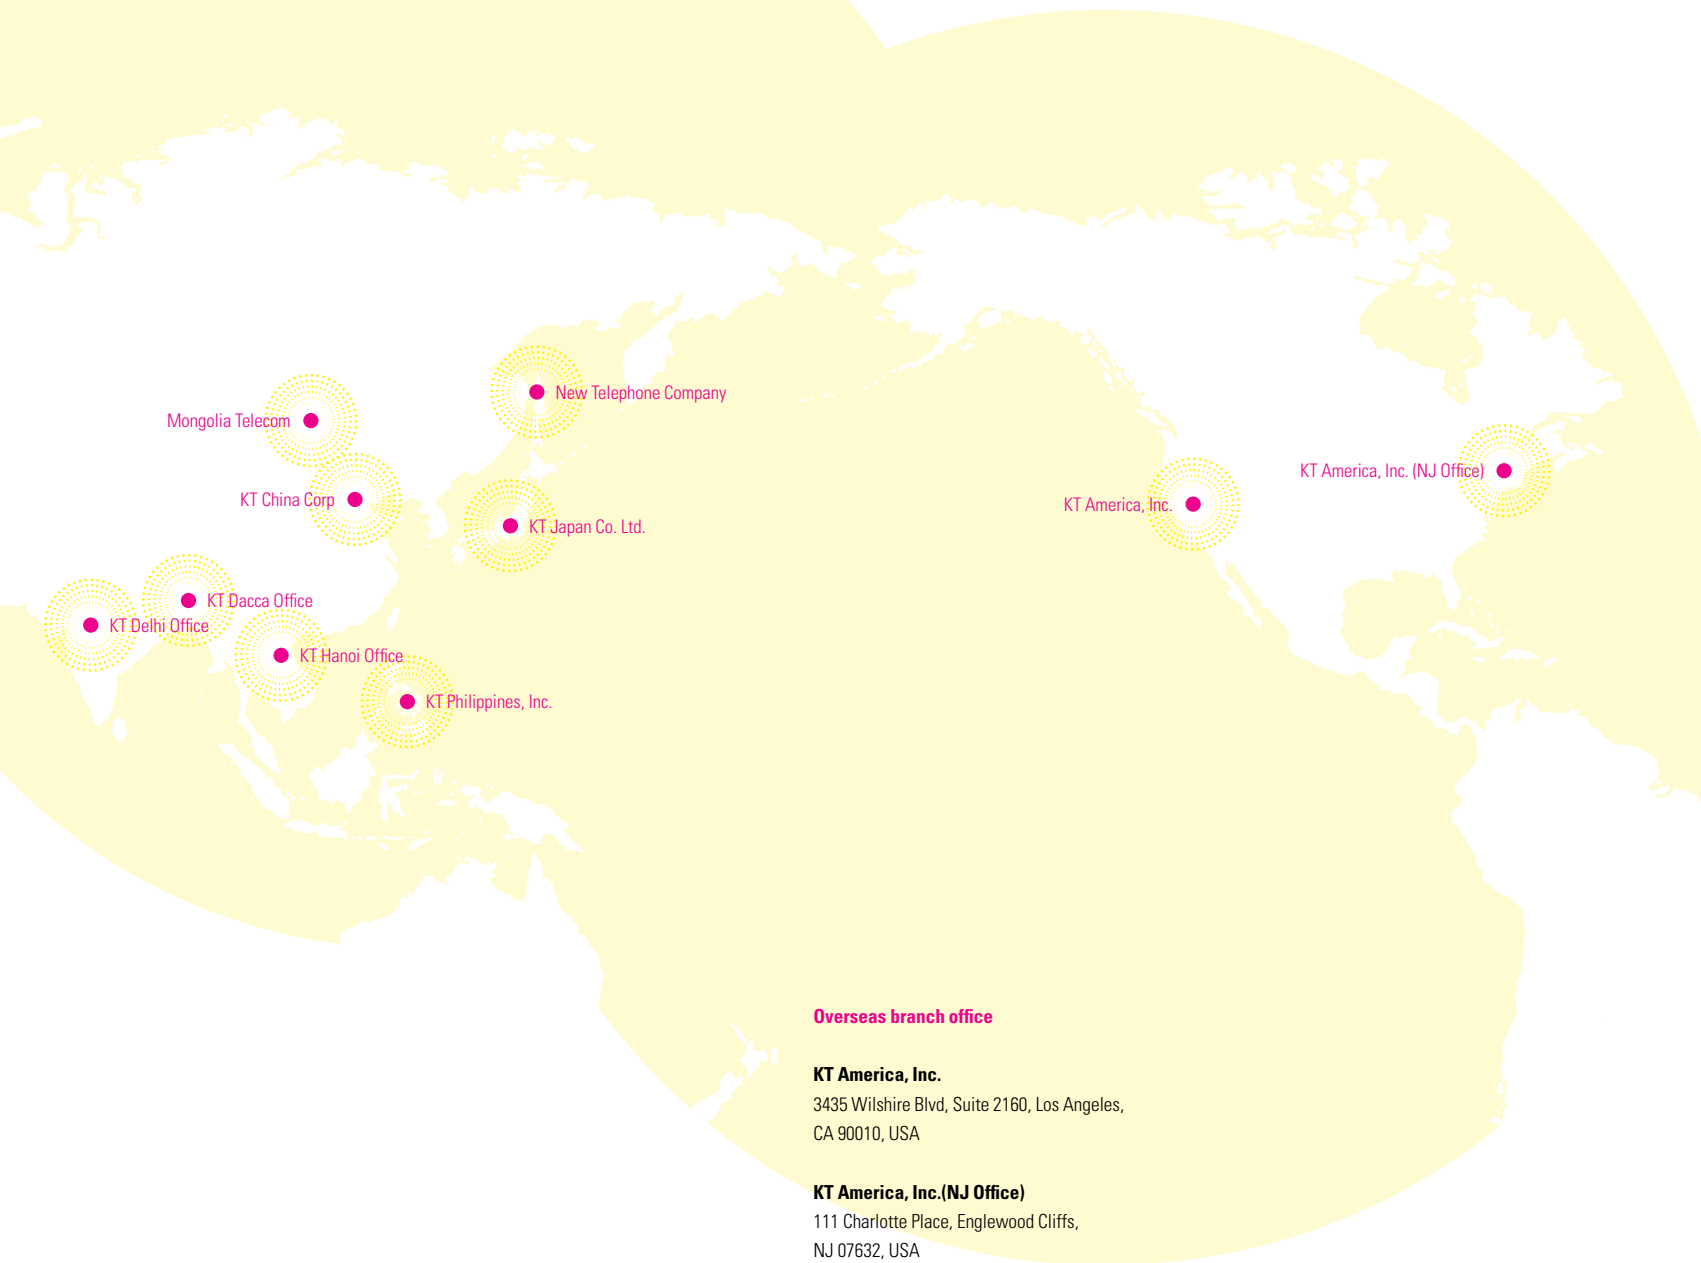 New Telephone Company
Mongolia Telecom
KT America, Inc. (NJ Office)
KT China Corp
KT America, Inc.
KT Japan Co. Ltd.
KT Dacca Office
KT Delhi Office
KT Hanoi Office
KT Philippines, Inc.
Overseas branch office
KT America, Inc.
3435 Wilshire Blvd, Suite 2160, Los Angeles,
CA 90010, USA
KT America, Inc.(NJ Office)
111 Charlotte Place, Englewood Cliffs,
NJ 07632, USA